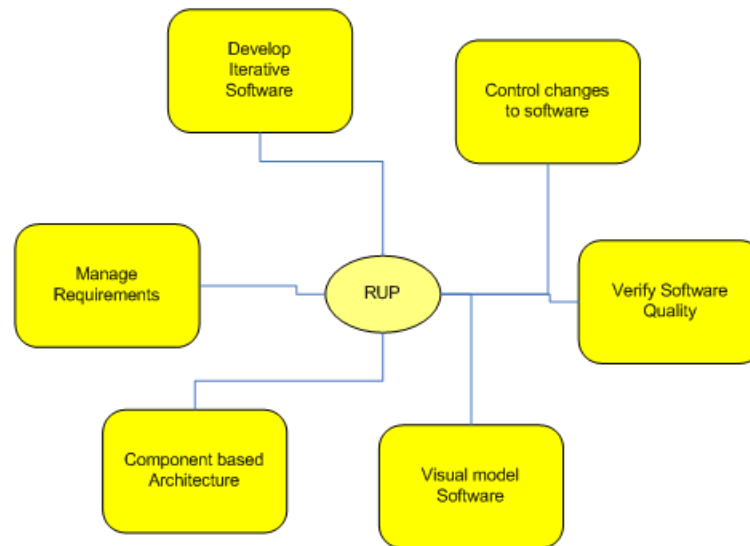 Develop
Iterative
Software
Control changes
to software
Manage
Requirements
RUP
Verify Software
Quality
Component based
Architecture
Visual model
Software